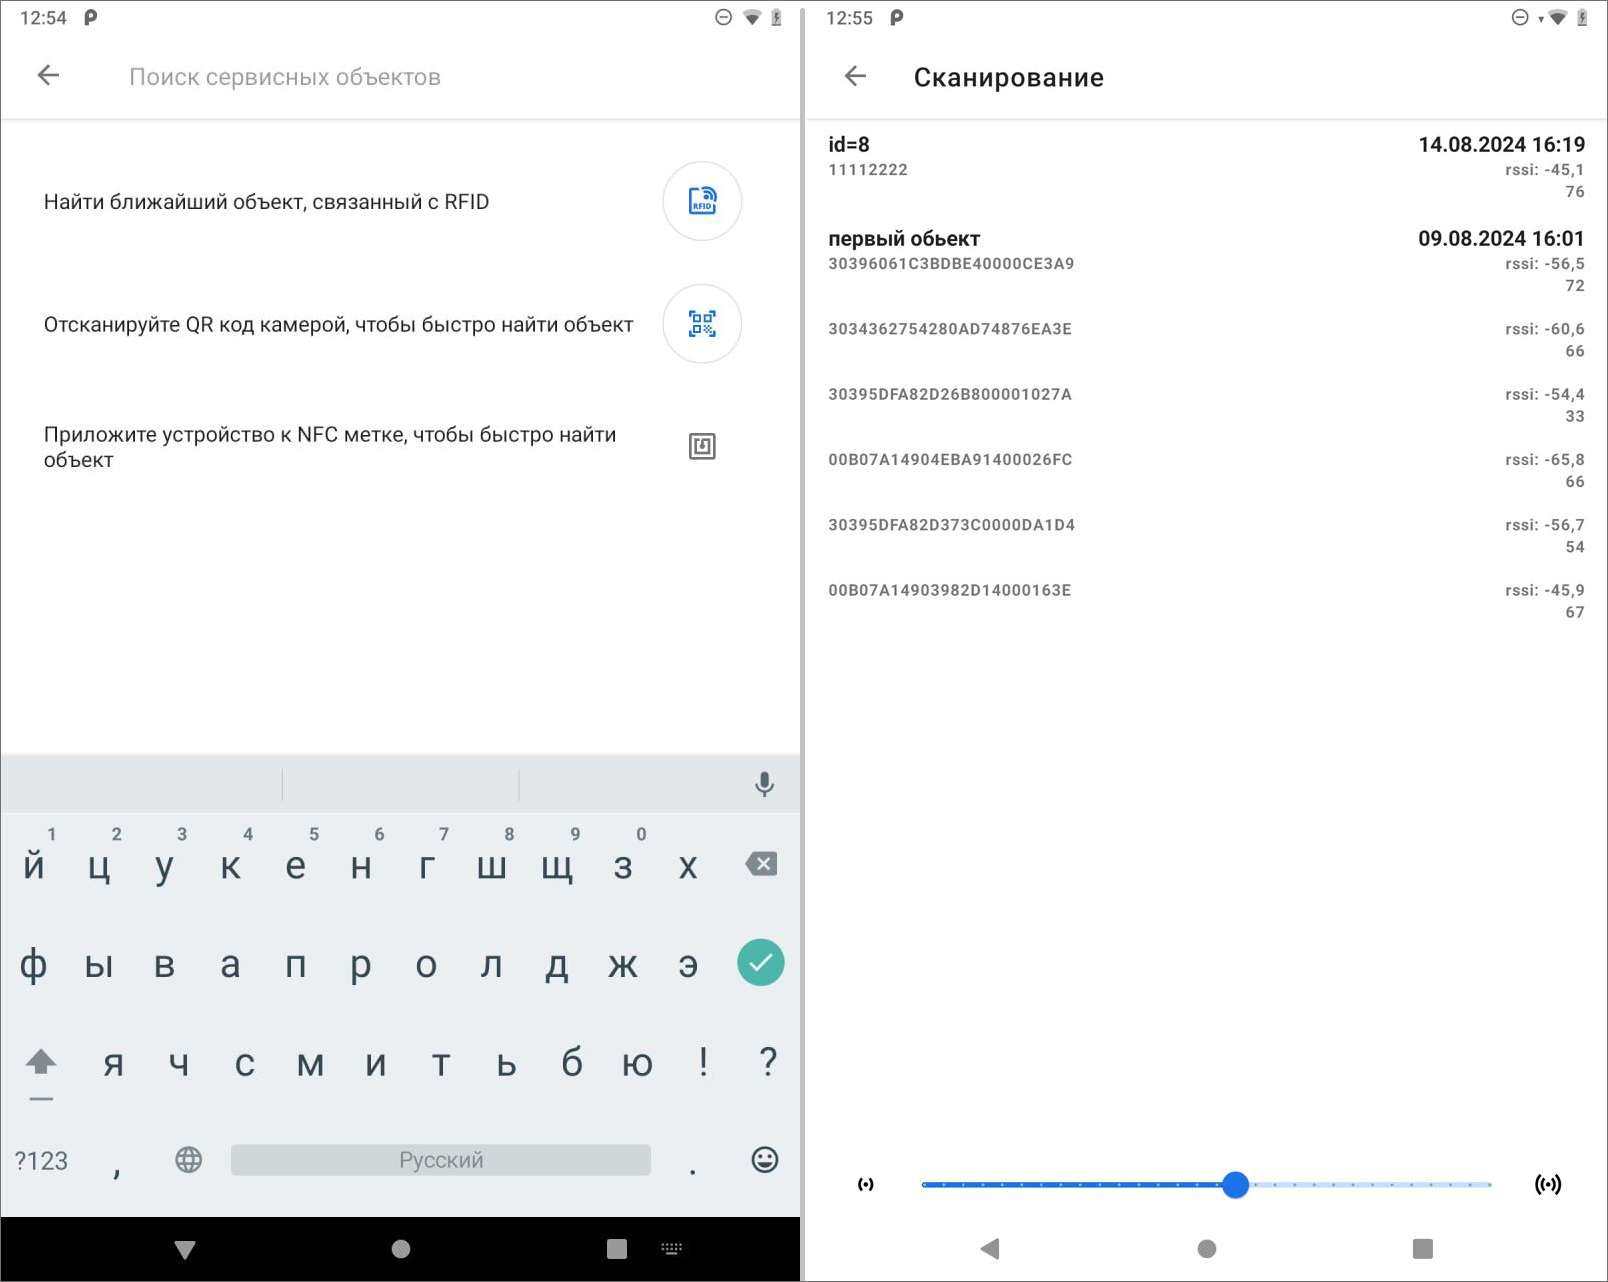 12:54
Поиск сервисных объектов
Найти ближайший объект, связанный с RFID
RFID
Отсканируйте QR код камерой, чтобы быстро найти объект
Приложите устройство к NFC метке, чтобы быстро найти
объект
1 2 3 4 5 6 7 8 9 0
й ц у к е н г ш щ з х
ф ы в а п р о л д ж э
я ч с м и т ь б ю ! ?
?123 , Русский .
12:55
Сканирование
id=8 14.08.2024 16:19
11112222 rssi: -45,1
76
первый обьект 09.08.2024 16:01
30396061C3BDBE40000CE3A9 rssi: -56,5
72
3034362754280AD74876EA3E rssi: -60,6
66
30395DFA82D26B800001027A rssi: -54,4
33
00B07A14904EBA91400026FC rssi: -65,8
66
30395DFA82D373C0000DA1D4 rssi: -56,7
54
00B07A14903982D14000163E rssi: -45,9
67